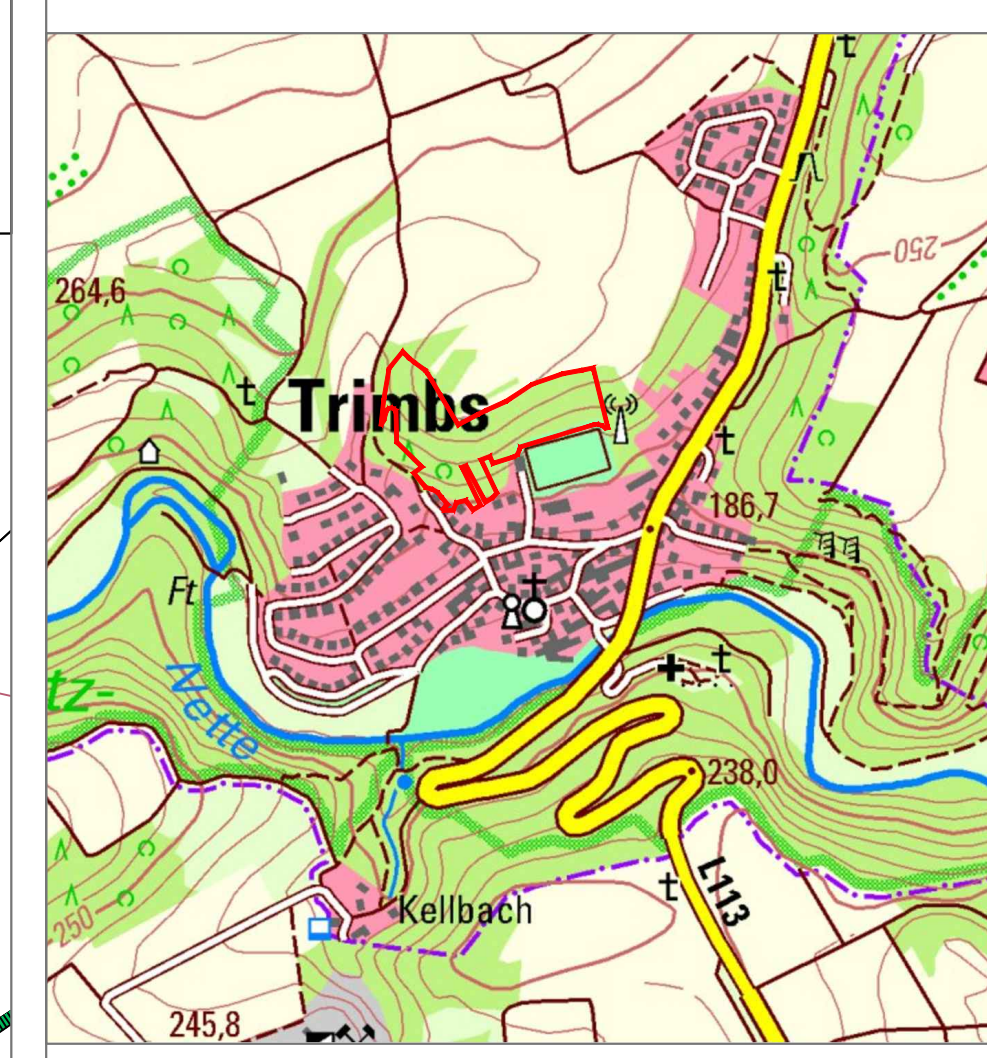 250
264,6
Trimbs
186,7
Ft
tz-
Nette
238,0
L113
Kellbach
250
245,8